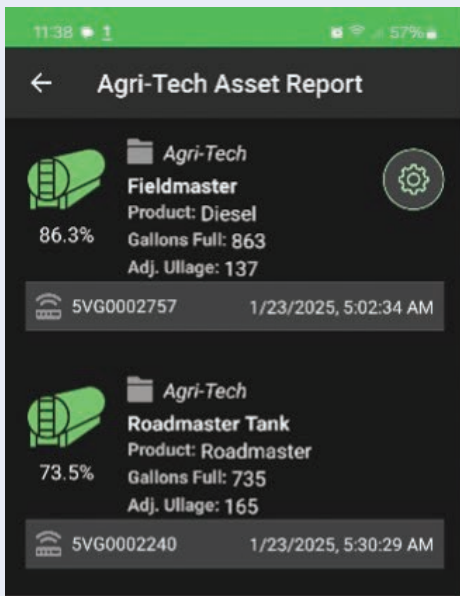 11:38
57%
Agri-Tech Asset Report
Agri-Tech
Fieldmaster
Product: Diesel
86.3%
Gallons Full: 863
Adj. Ullage: 137
5VG0002757 1/23/2025, 5:02:34 AM
Agri-Tech
Roadmaster Tank
Product: Roadmaster
73.5%
Gallons Full: 735
Adj. Ullage: 165
5VG0002240 1/23/2025, 5:30:29 AM